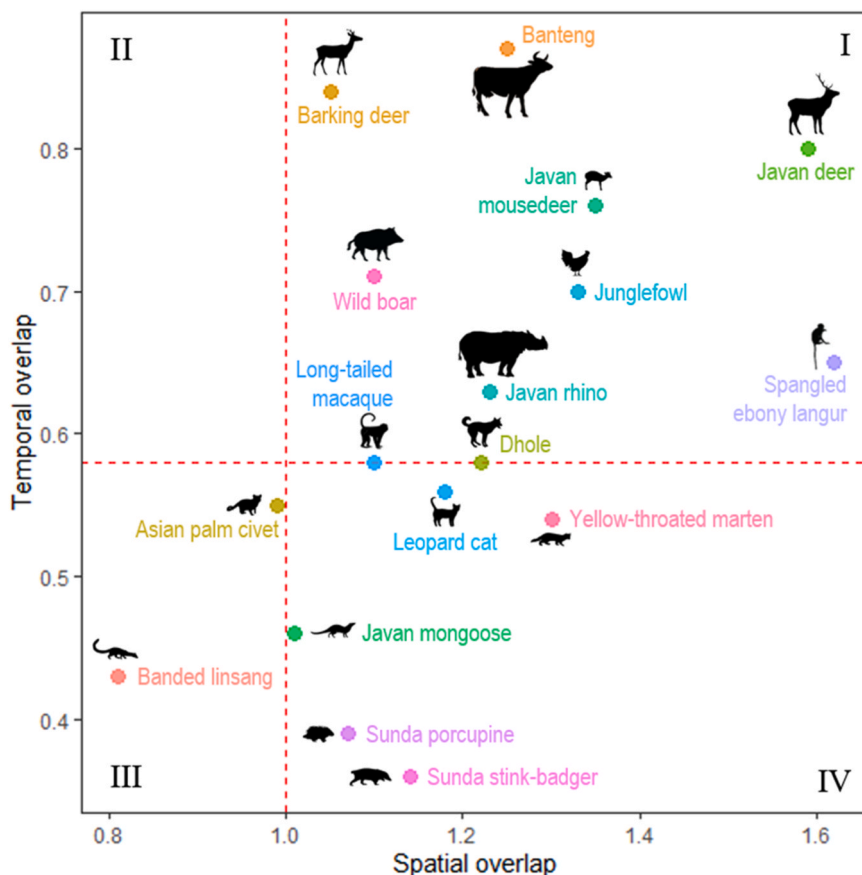 II
I
Banteng
Barking deer
Javan deer
0.8
Javan
mousedeer
Wild boar
Junglefowl
0.7
Long-tailed
macaque
Javan rhino
Spangled
ebony langur
Dhole
0.6
Temporal overlap
Asian palm civet
Leopard cat
Yellow-throated marten
0.5
Javan mongoose
Banded linsang
0.4
Sunda porcupine
Sunda stink-badger
III
IV
0.8
1.0
1.2
1.4
1.6
Spatial overlap